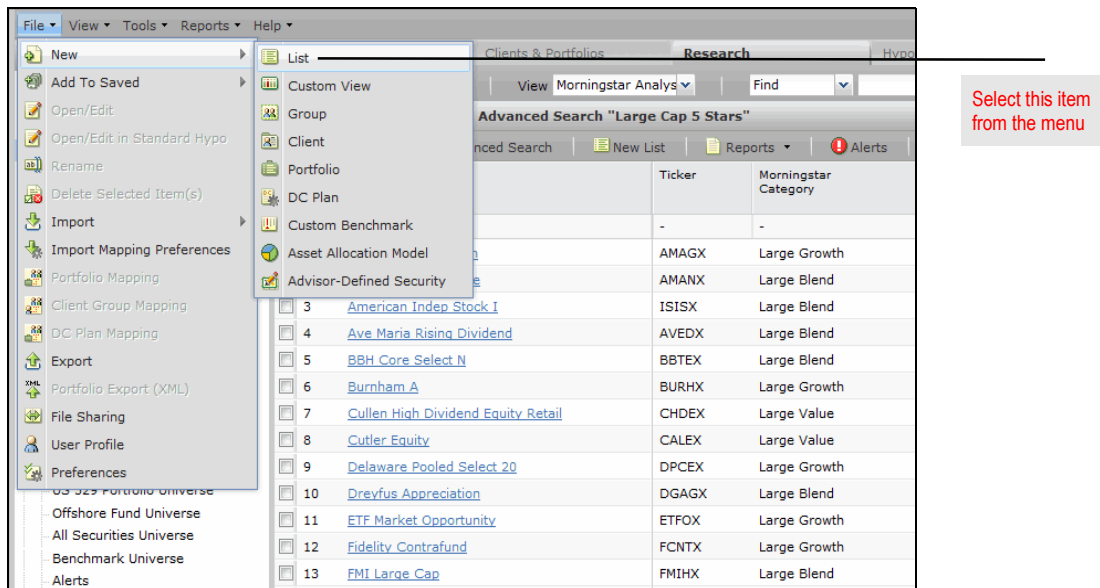 File View Tools Reports Help
New
Add To Saved
Open/Edit
Open/Edit in Standard Hypo
Rename
Delete Selected Item(s)
Import
Import Mapping Preferences
Portfolio Mapping
Client Group Mapping
DC Plan Mapping
Export
XML Portfolio Export (XML)
File Sharing
User Profile
Preferences
List
Custom View
Group
Client
Portfolio
DC Plan
Custom Benchmark
Asset Allocation Model
Advisor-Defined Security
Clients & Portfolios Research Hypo
View Morningstar Analys Find
Advanced Search "Large Cap 5 Stars"
nced Search New List Reports Alerts
Ticker Morningstar
Category
- -
AMAGX Large Growth
AMANX Large Blend
3 American Indep Stock I ISISX Large Blend
4 Ave Maria Rising Dividend AVEDX Large Blend
5 BBH Core Select N BBTEX Large Blend
6 Burnham A BURHX Large Growth
7 Cullen High Dividend Equity Retail CHDEX Large Value
8 Cutler Equity CALEX Large Value
9 Delaware Pooled Select 20 DPCEX Large Growth
10 Dreyfus Appreciation DGAGX Large Blend
11 ETF Market Opportunity ETFOX Large Growth
12 Fidelity Contrafund FCNTX Large Growth
13 FMI Large Cap FMIHX Large Blend
US 529 Portfolio Universe
Offshore Fund Universe
All Securities Universe
Benchmark Universe
Alerts
Select this item
from the menu